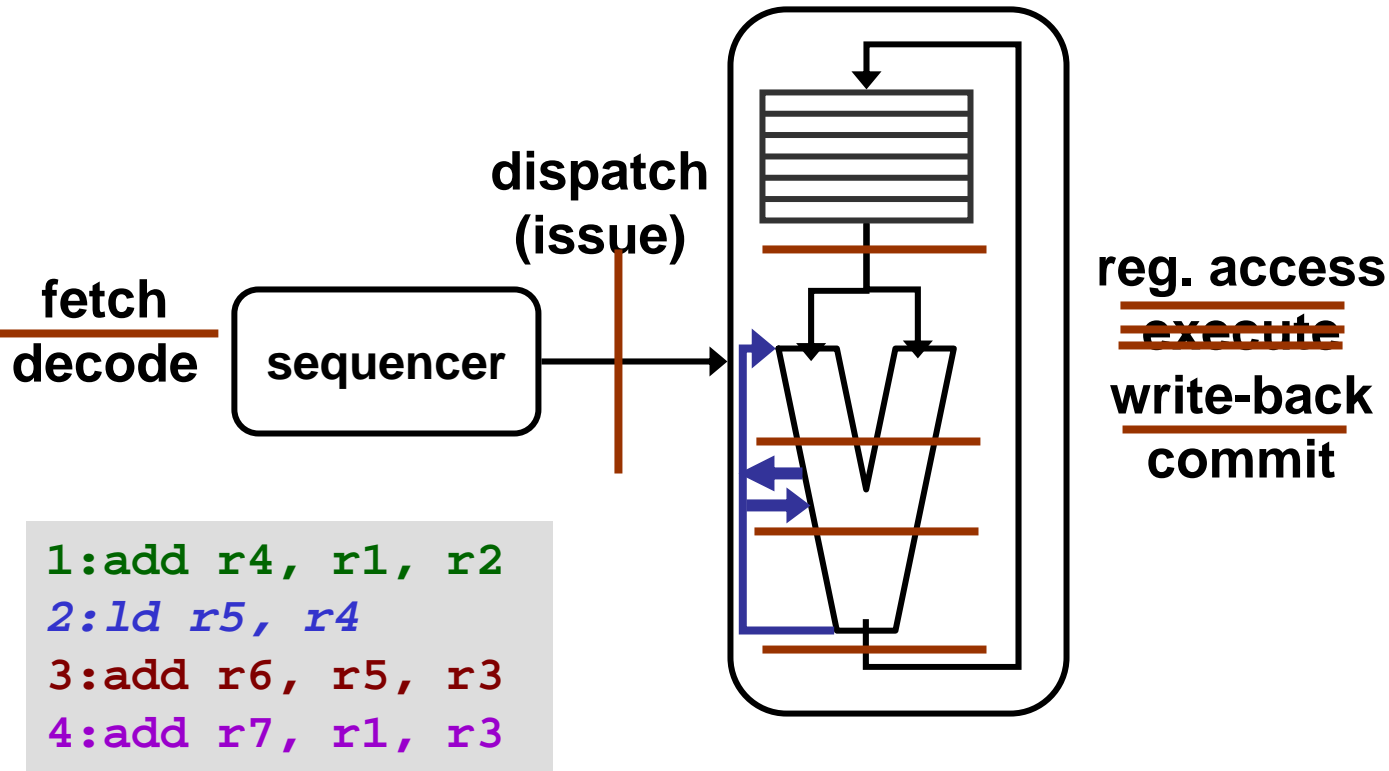 dispatch
(issue)
fetch
decode
sequencer
reg. access
execute
write-back
commit
1:add r4, r1, r2
2:ld r5, r4
3:add r6, r5, r3
4:add r7, r1, r3